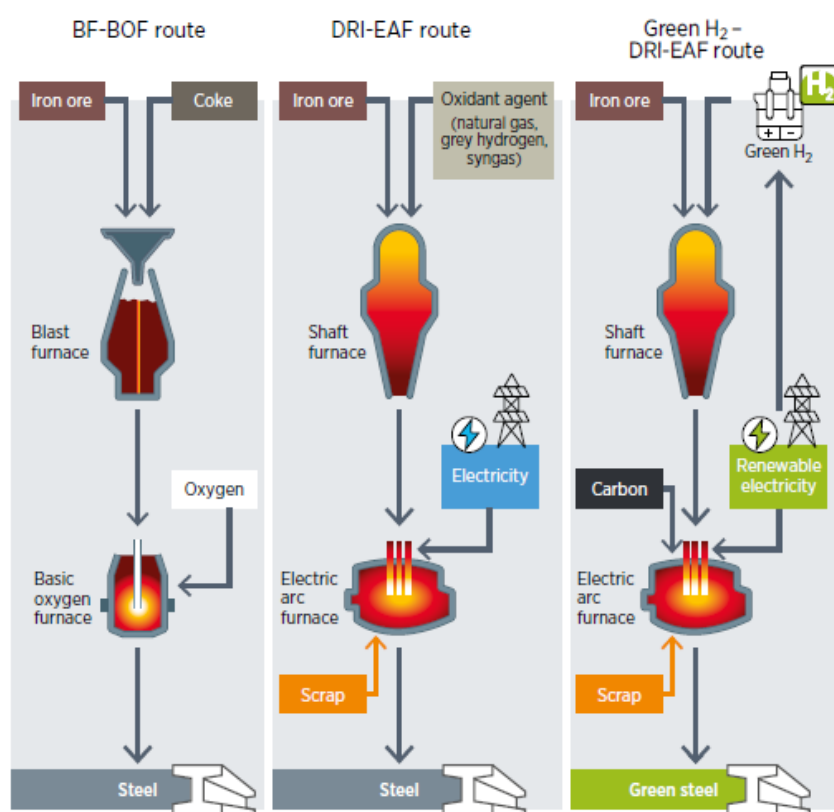 BF-BOF route
Iron ore
Coke
Blast
furnace
Oxygen
Basic
oxygen
furnace
Steel
DRI-EAF route
Iron ore
Oxidant agent
(natural gas,
grey hydrogen,
syngas)
Shaft
furnace
Electricity
Electric
arc
furnace
Scrap
Steel
Green H₂ –
DRI-EAF route
Iron ore
H₂
Green H₂
Shaft
furnace
Renewable
electricity
Carbon
Electric
arc
furnace
Scrap
Green steel